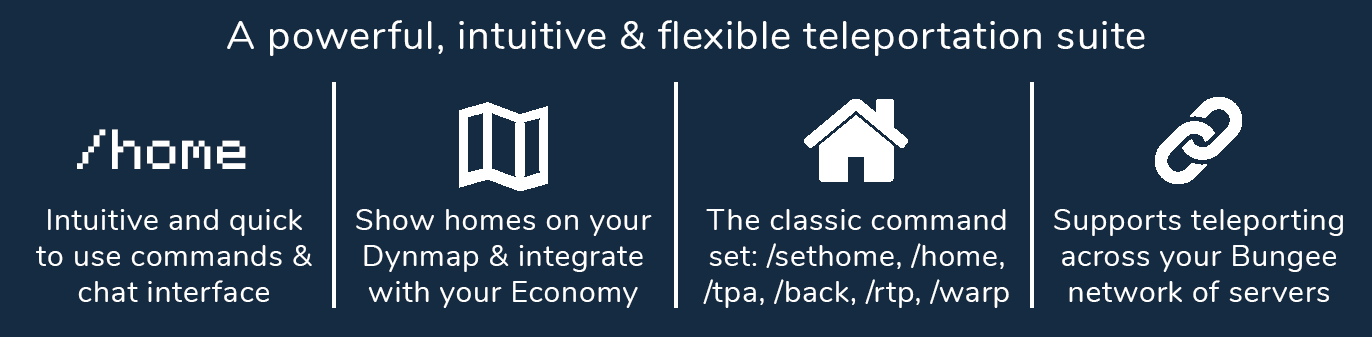 A powerful, intuitive & flexible teleportation suite
/home
Intuitive and quick
to use commands &
chat interface
Show homes on your
Dynmap & integrate
with your Economy
The classic command
set: /sethome, /home,
/tpa, /back, /rtp, /warp
Supports teleporting
across your Bungee
network of servers